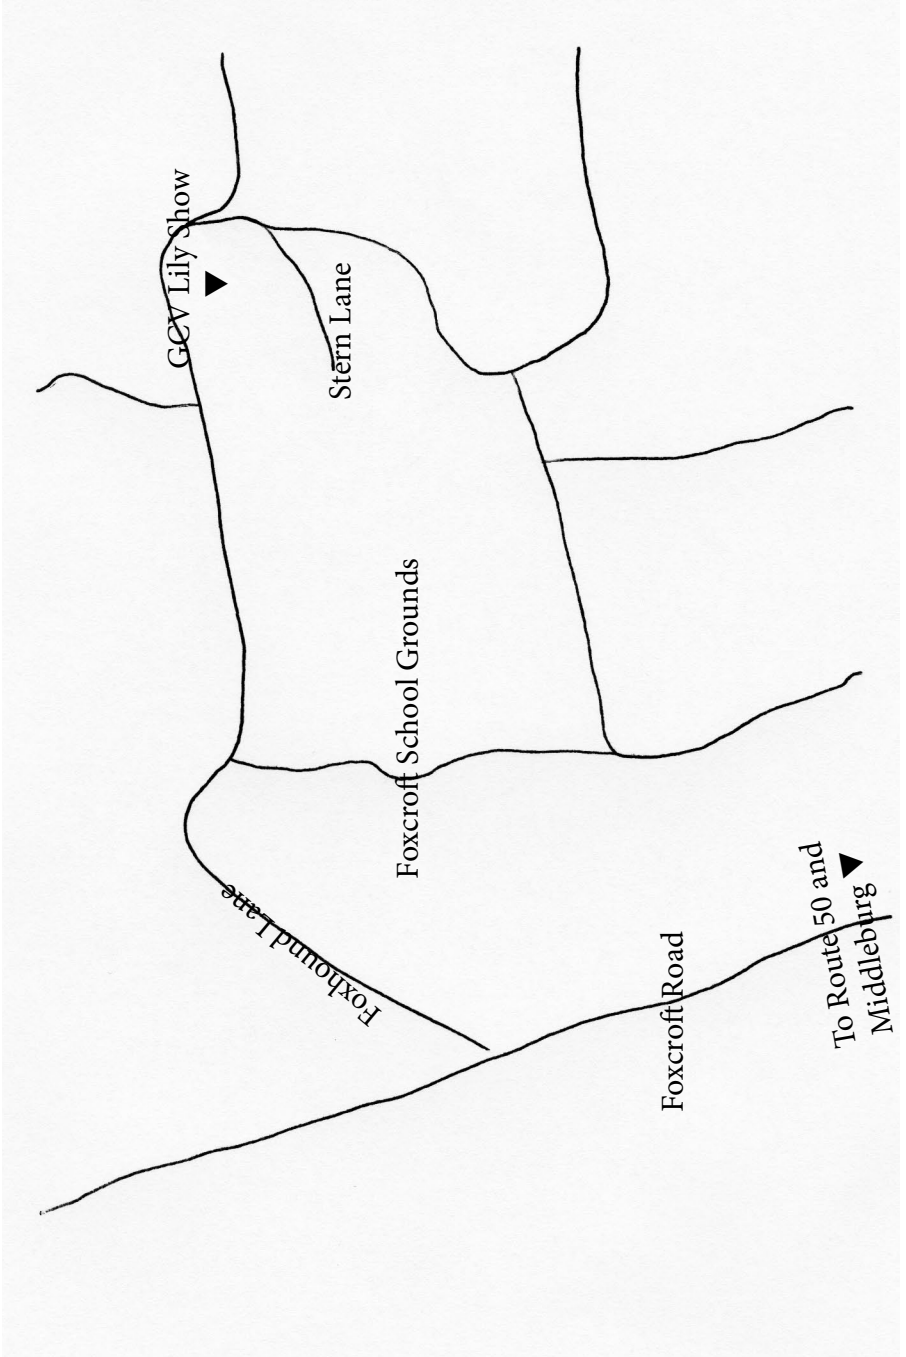 GCV Lily Show
Stern Lane
Foxcroft School Grounds
Foxhound Lane
Foxcroft Road
To Route 50 and
Middleburg